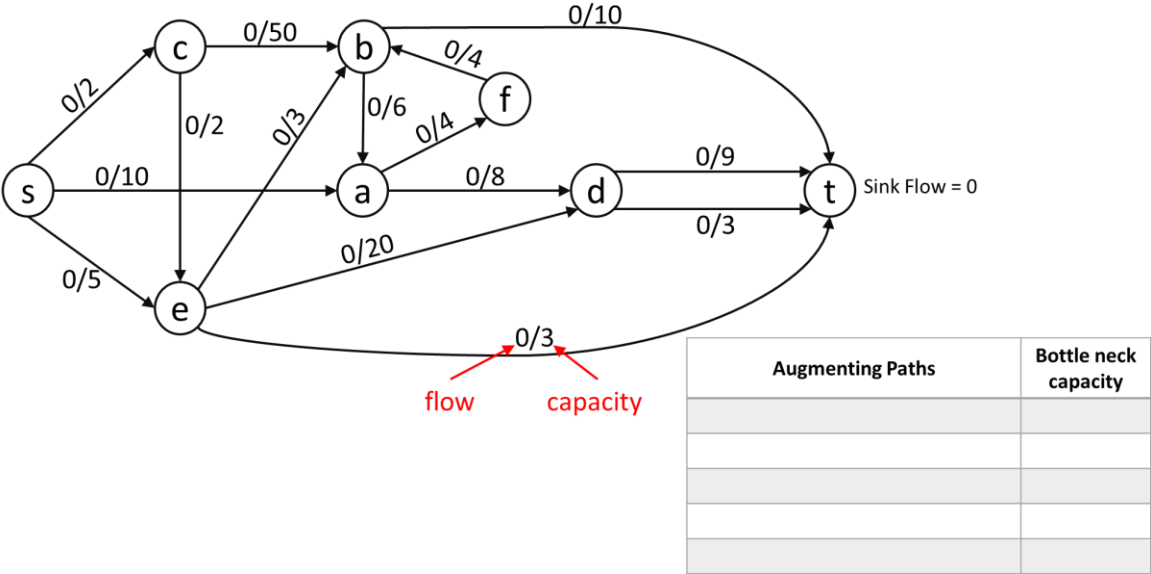 0/10
c
0/50
b
0/4
f
0/2
0/2
0/3
0/6
0/4
s
0/10
a
0/8
d
0/9
t
Sink Flow = 0
0/3
0/5
e
0/20
0/3
flow
capacity
Augmenting Paths
Bottle neck
capacity